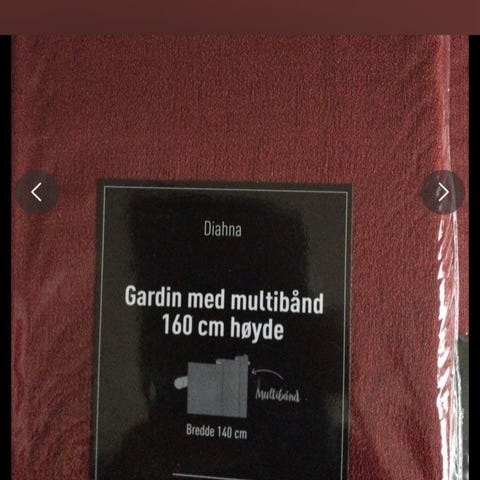 Diahna
Gardin med multibånd
160 cm høyde
Multibånd
Bredde 140 cm